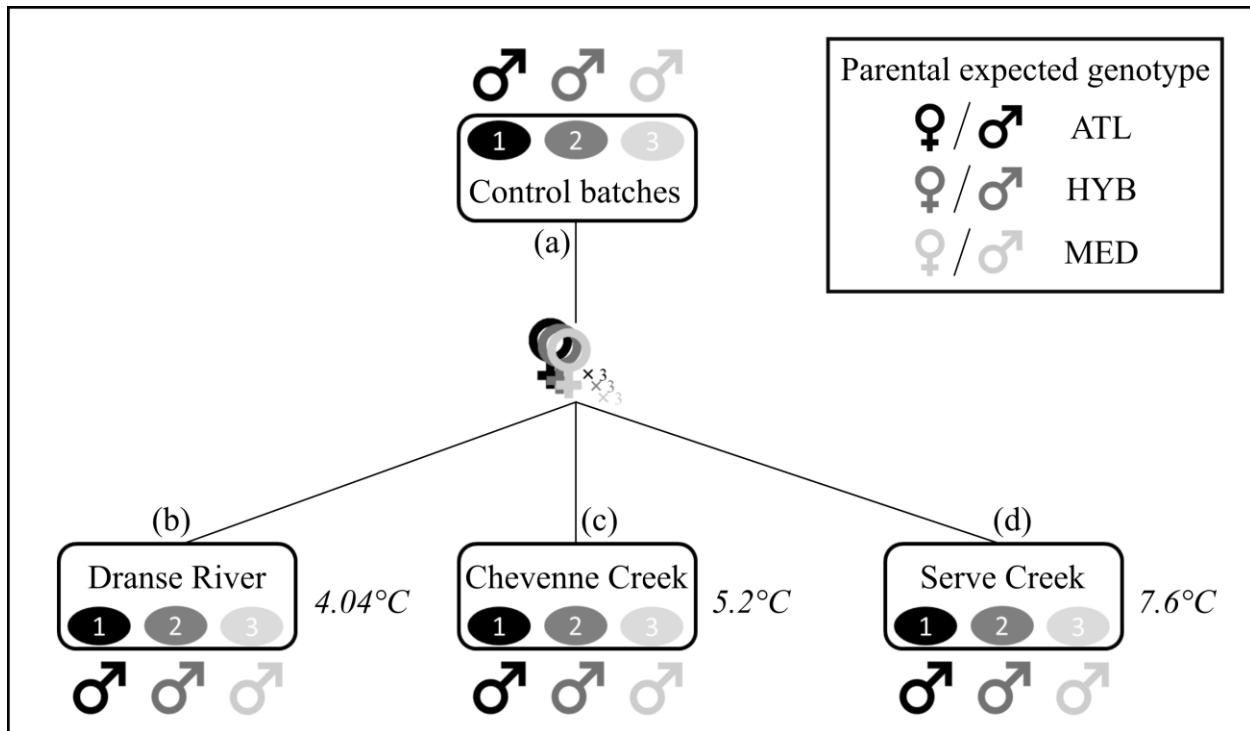 Parental expected genotype
♀/♂ ATL
♀/♂ HYB
♀/♂ MED
1 2 3
Control batches
(a)
× 3
× 3
× 3
(b)
(c)
(d)
Dranse River
1 2 3
4.04°C
Chevenne Creek
1 2 3
5.2°C
Serve Creek
1 2 3
7.6°C